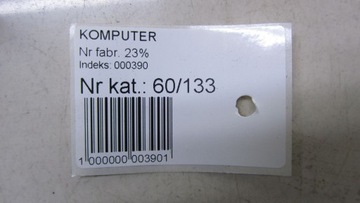 KOMPUTER
Nr fabr. 23%
Indeks: 000390
Nr kat.: 60/133
1 000000 003901